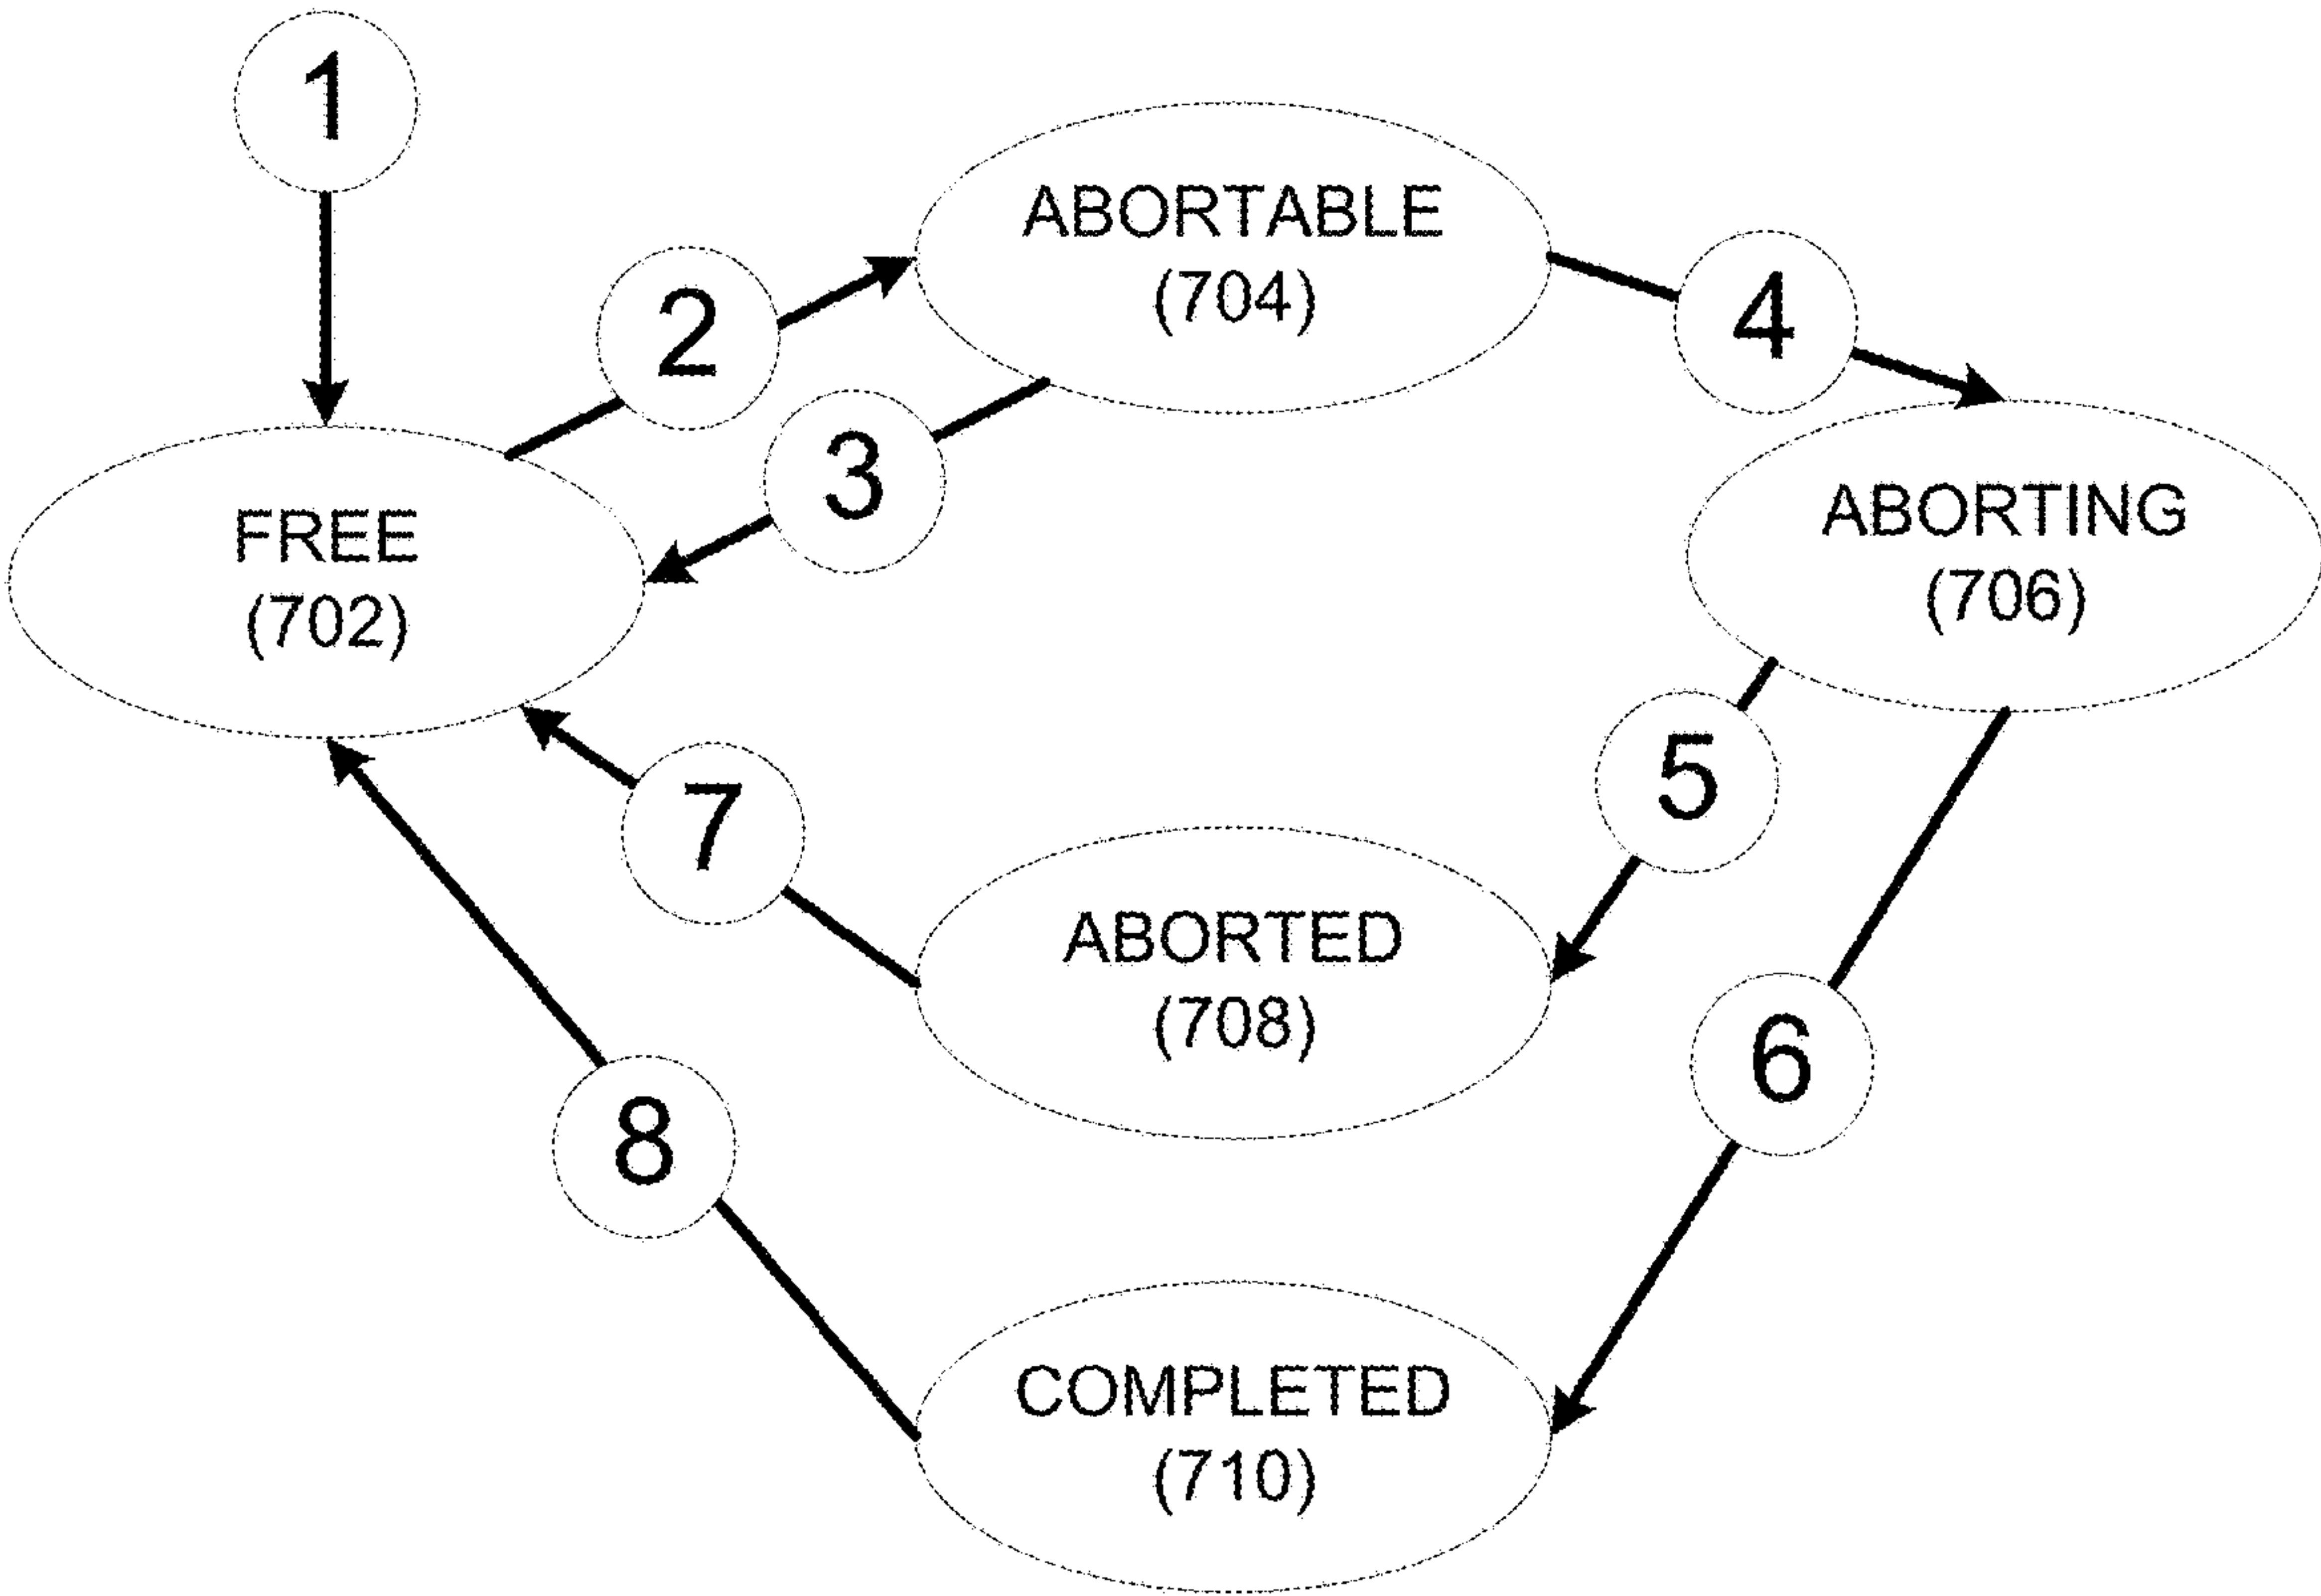 1
ABORTABLE
(704)
2
4
3
FREE
(702)
ABORTING
(706)
5
7
ABORTED
(708)
6
8
COMPLETED
(710)